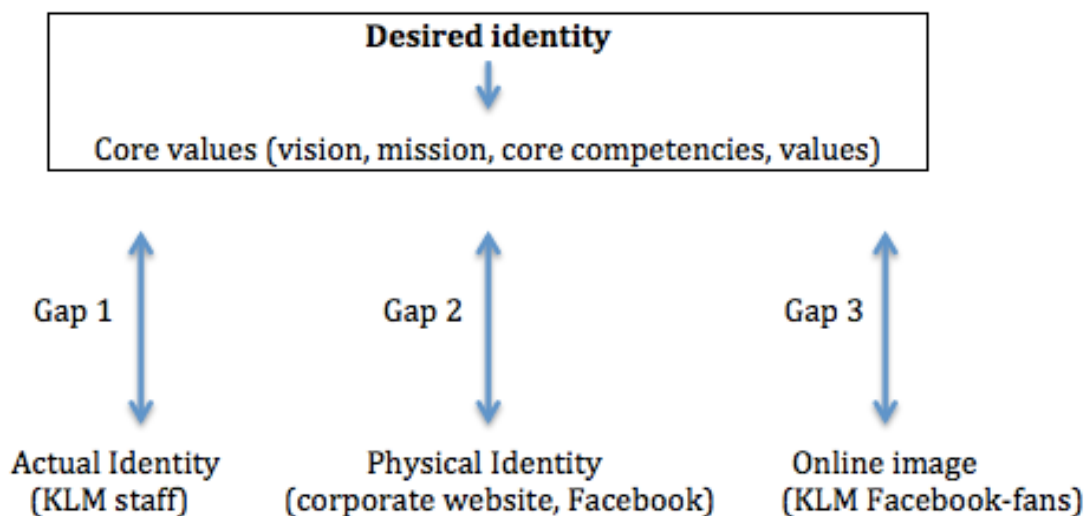 Desired identity
Core values (vision, mission, core competencies, values)
Gap 1
Gap 2
Gap 3
Actual Identity
(KLM staff)
Physical Identity
(corporate website, Facebook)
Online image
(KLM Facebook-fans)